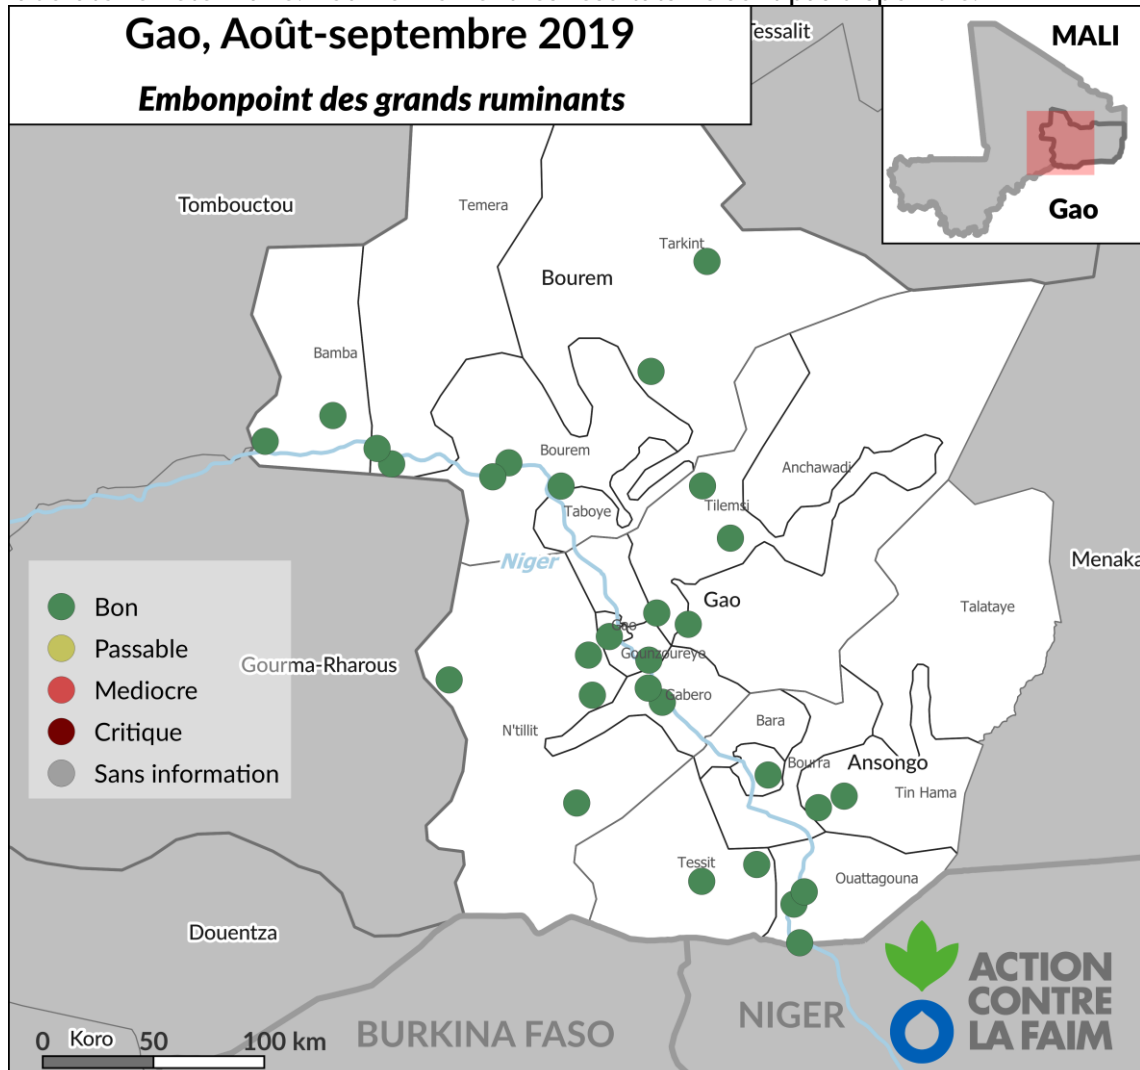 Gao, Août-septembre 2019
Embonpoint des grands ruminants
Tessalit
MALI
Gao
Tombouctou
Temera
Tarkint
Bourem
Bamba
Bourem
Anchawadi
Taboye
Tilemsi
Niger
Menaka
Gao
Talataye
Gao
Gounzoureye
Gourma-Rharous
Gabero
N'tillit
Bara
Bourra
Ansongo
Tin Hama
Tessit
Ouattagouna
Douentza
Bon
Passable
Mediocre
Critique
Sans information
BURKINA FASO
NIGER
Koro
0 50 100 km
ACTION
CONTRE
LA FAIM